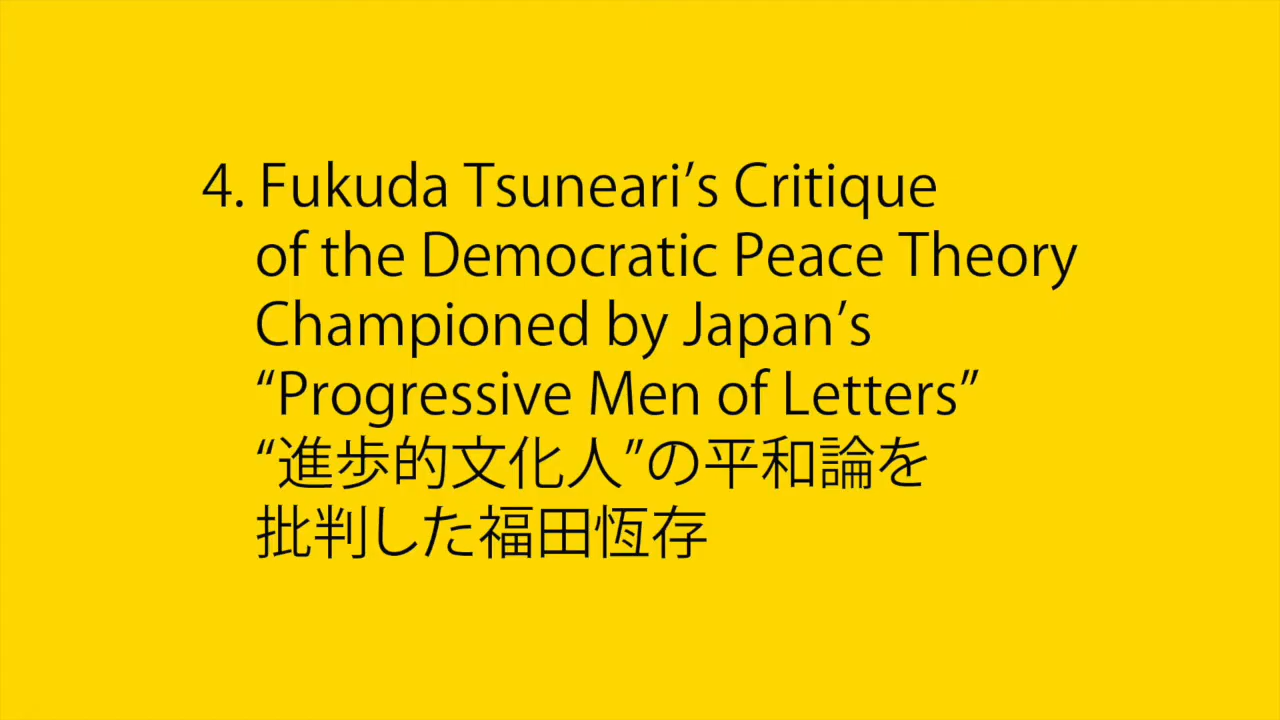 4. Fukuda Tsuneari’s Critique
of the Democratic Peace Theory
Championed by Japan’s
“Progressive Men of Letters”
“進歩的文化人”の平和論を
批判した福田恆存